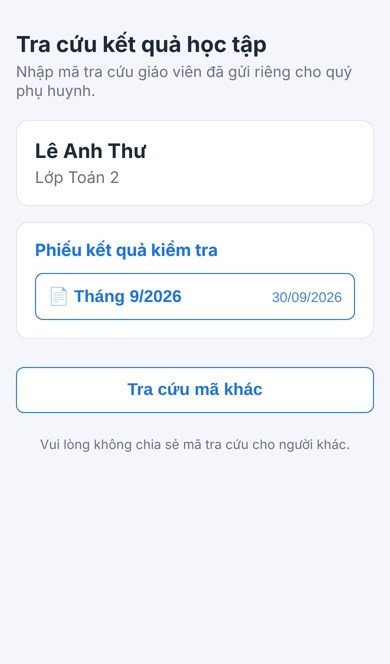 Tra cứu kết quả học tập
Nhập mã tra cứu giáo viên đã gửi riêng cho quý
phụ huynh.
Lê Anh Thư
Lớp Toán 2
Phiếu kết quả kiểm tra
Tháng 9/2026 30/09/2026
Tra cứu mã khác
Vui lòng không chia sẻ mã tra cứu cho người khác.